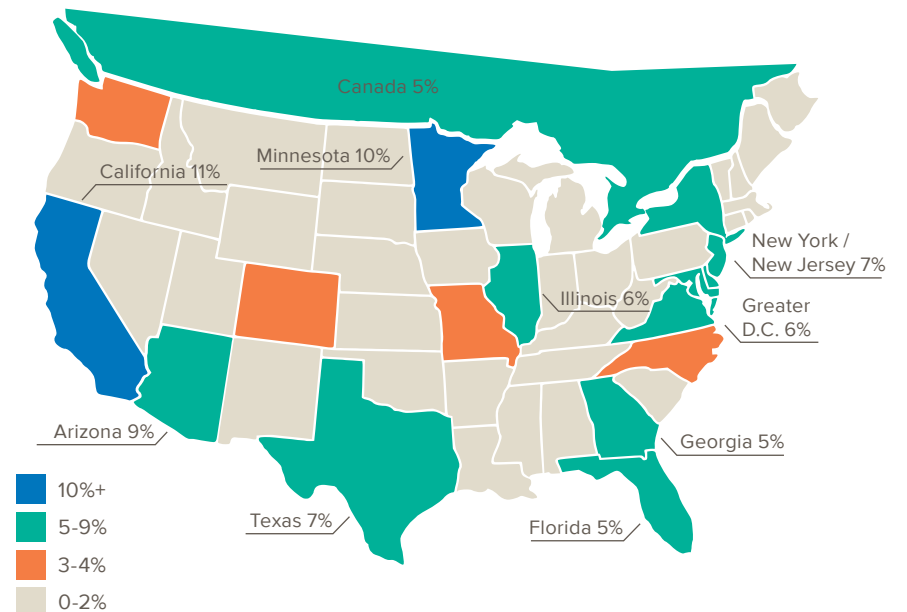 Canada 5%
Minnesota 10%
California 11%
New York /
New Jersey 7%
Illinois 6%
Greater
D.C. 6%
Arizona 9%
Georgia 5%
Texas 7%
Florida 5%
10%+
5-9%
3-4%
0-2%